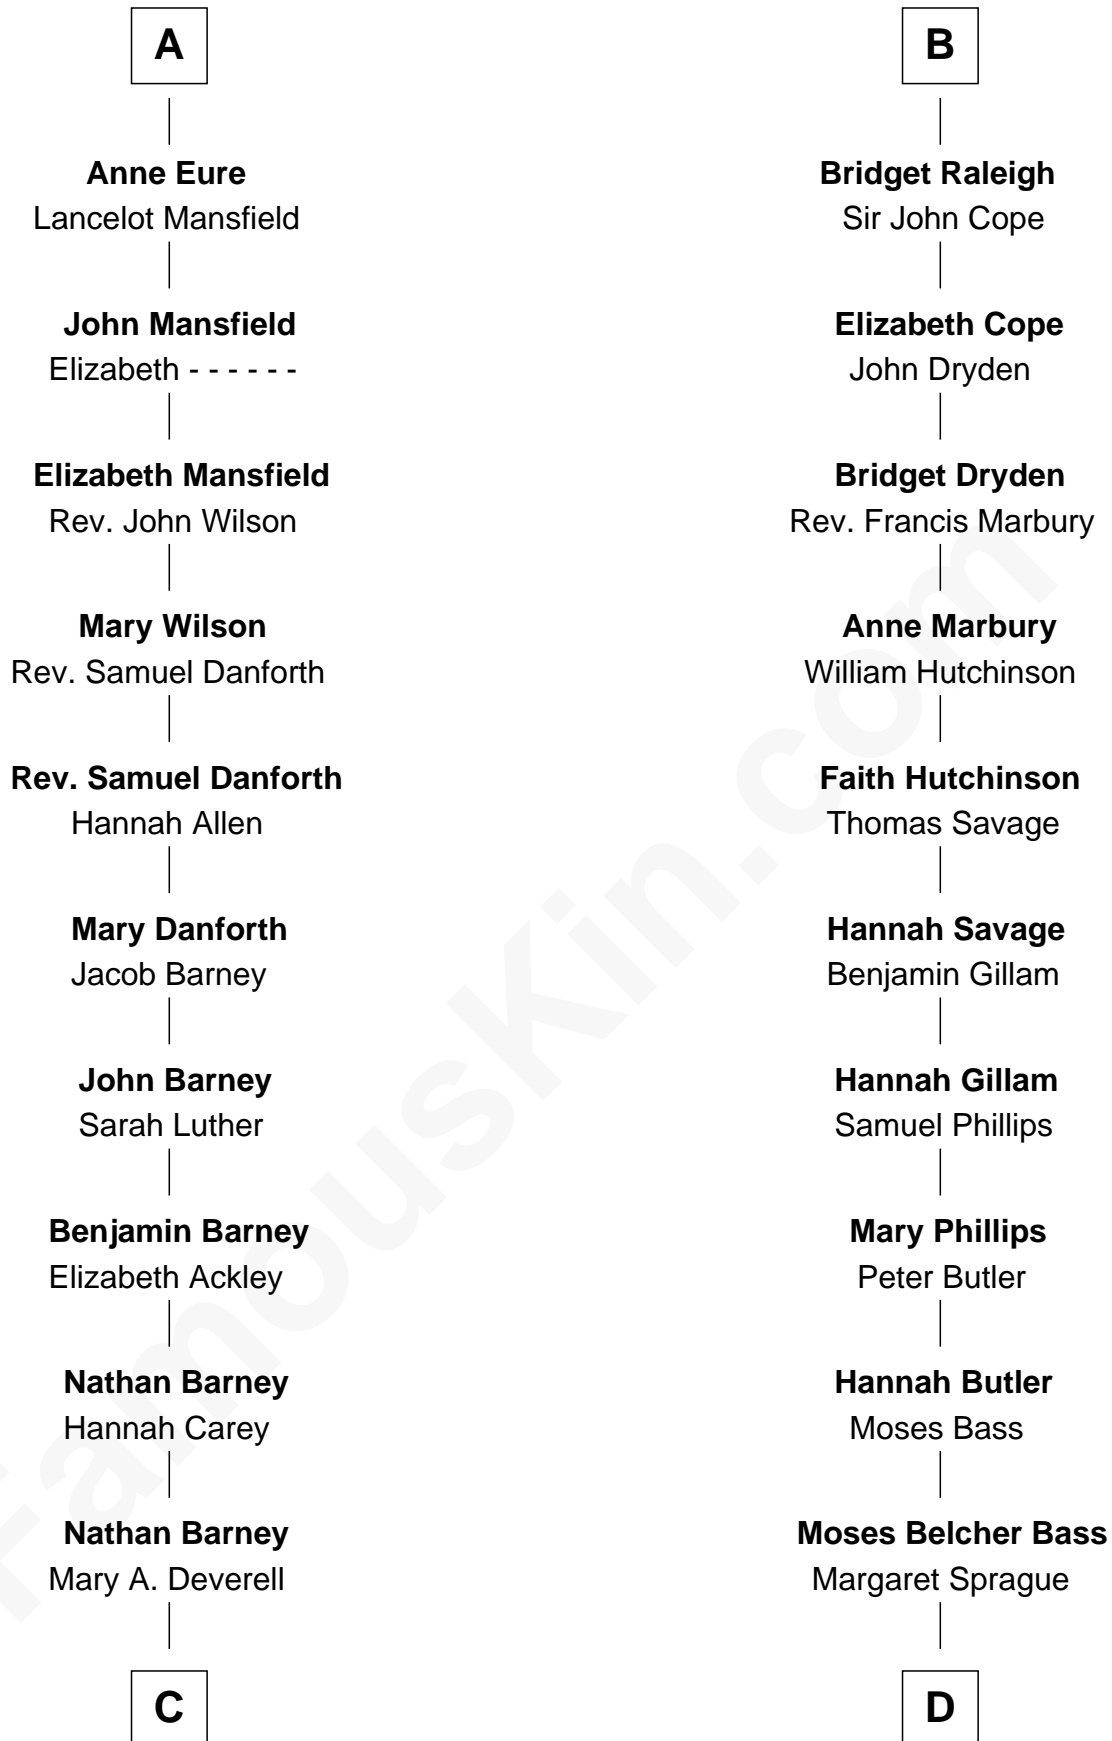 A
Anne Eure
Lancelot Mansfield
John Mansfield
Elizabeth - - - - - -
Elizabeth Mansfield
Rev. John Wilson
Mary Wilson
Rev. Samuel Danforth
Rev. Samuel Danforth
Hannah Allen
Mary Danforth
Jacob Barney
John Barney
Sarah Luther
Benjamin Barney
Elizabeth Ackley
Nathan Barney
Hannah Carey
Nathan Barney
Mary A. Deverell
C
B
Bridget Raleigh
Sir John Cope
Elizabeth Cope
John Dryden
Bridget Dryden
Rev. Francis Marbury
Anne Marbury
William Hutchinson
Faith Hutchinson
Thomas Savage
Hannah Savage
Benjamin Gillam
Hannah Gillam
Samuel Phillips
Mary Phillips
Peter Butler
Hannah Butler
Moses Bass
Moses Belcher Bass
Margaret Sprague
D
FamousKin.com